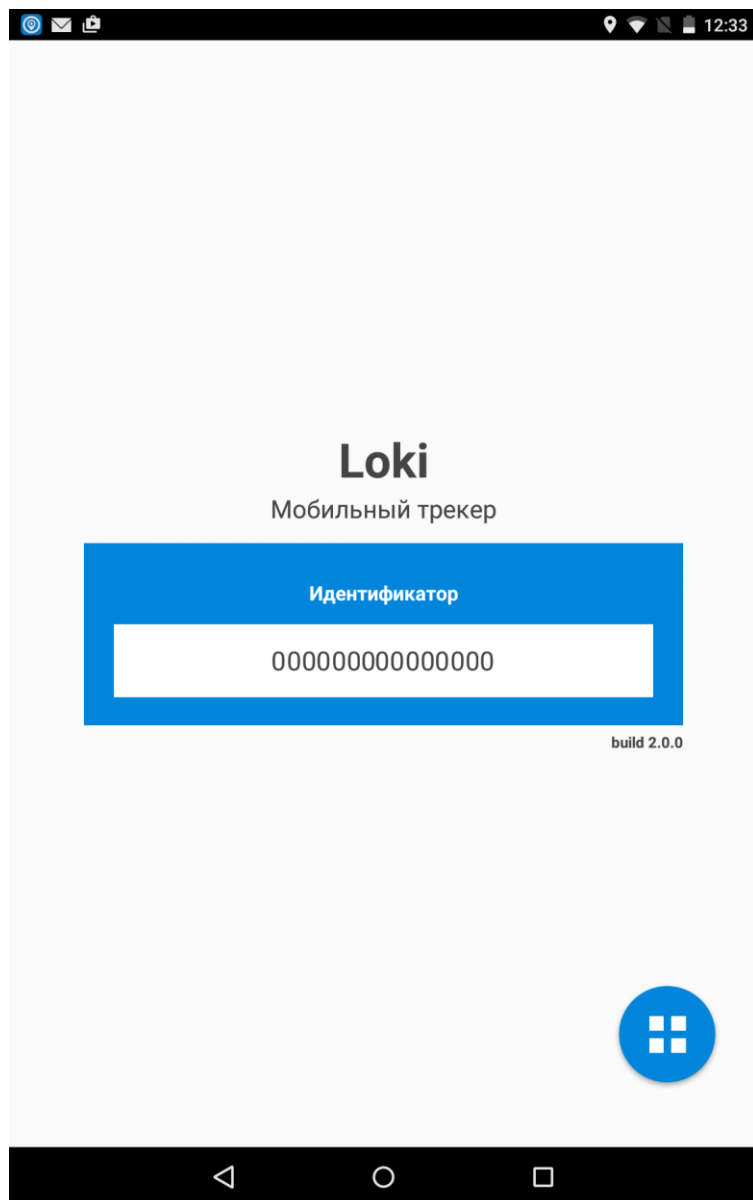 12:33
Loki
Мобильный трекер
Идентификатор
000000000000000
build 2.0.0